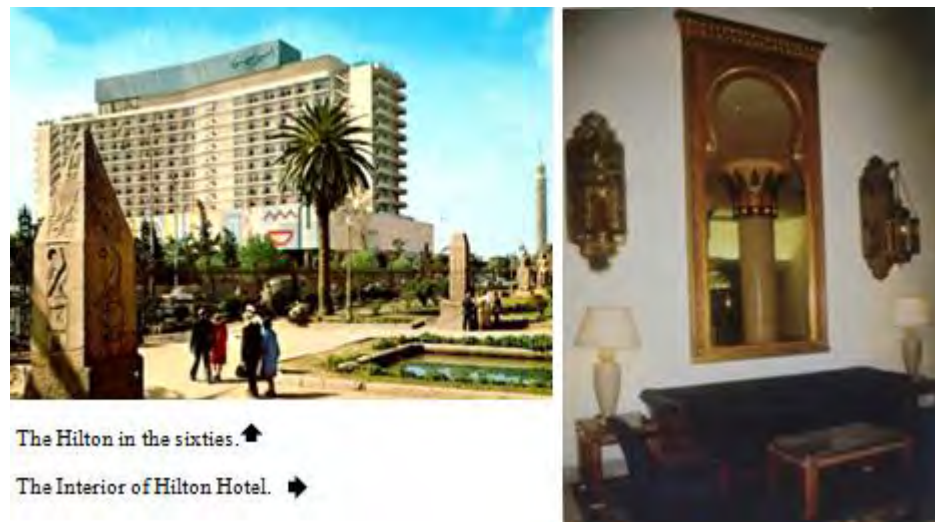 The Hilton in the sixties.
The Interior of Hilton Hotel.